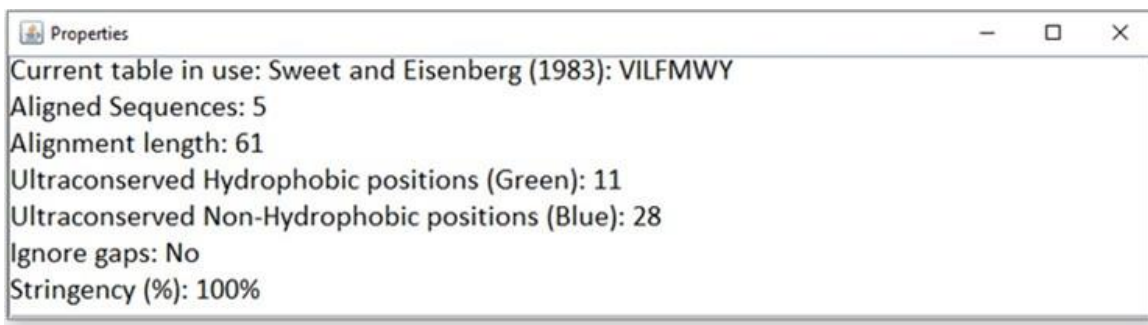 Properties
Current table in use: Sweet and Eisenberg (1983): VILFMWY
Aligned Sequences: 5
Alignment length: 61
Ultraconserved Hydrophobic positions (Green): 11
Ultraconserved Non-Hydrophobic positions (Blue): 28
Ignore gaps: No
Stringency (%): 100%